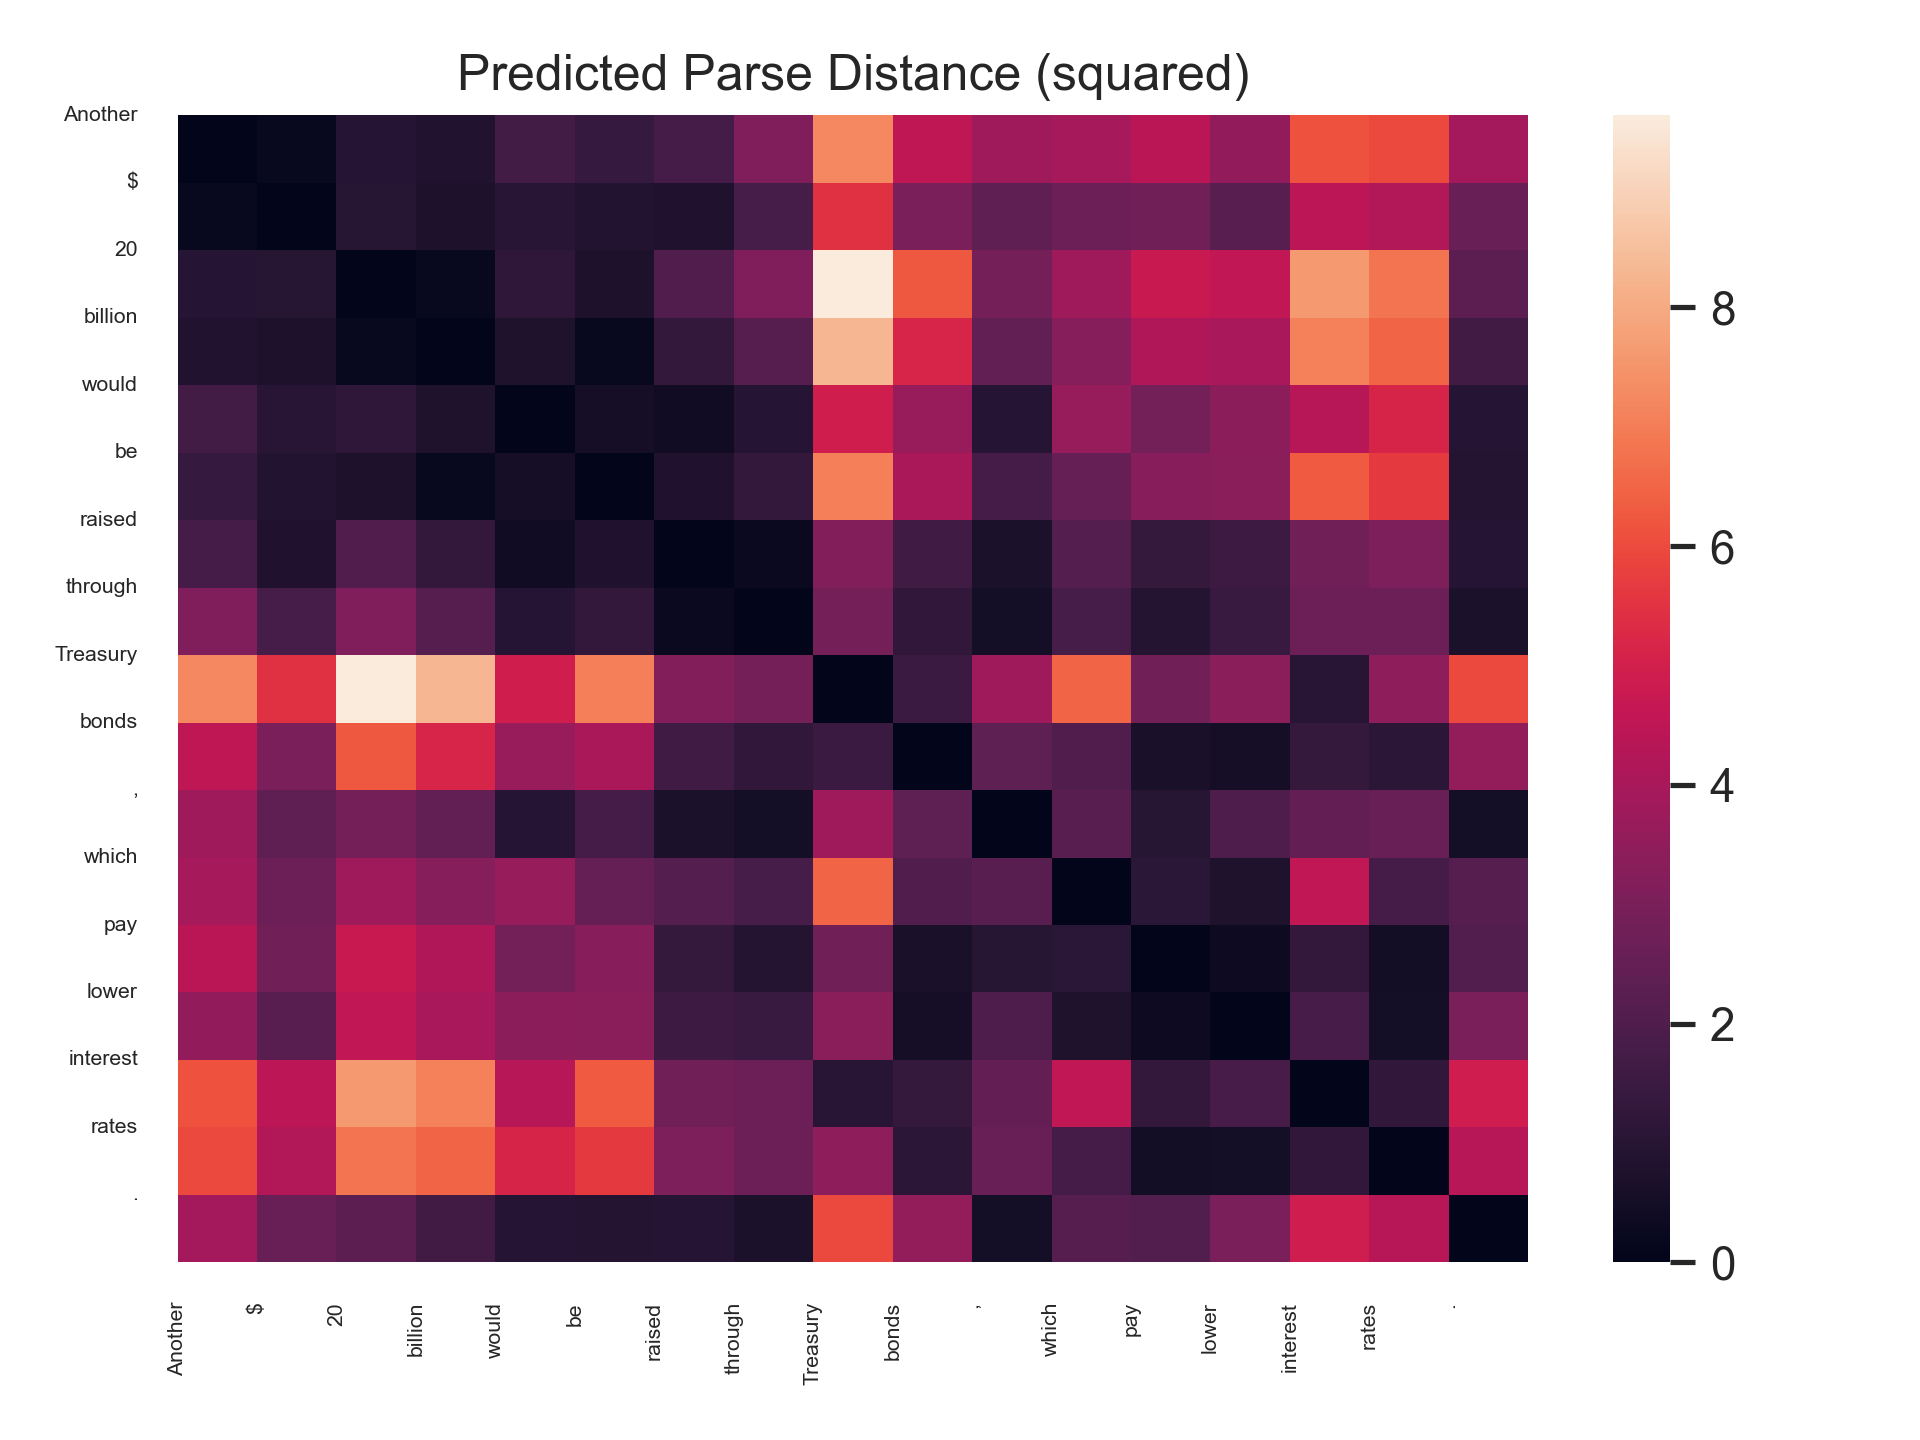 Predicted Parse Distance (squared)
Another
$
20
billion
would
be
raised
through
Treasury
bonds
,
which
pay
lower
interest
rates
.
8
6
4
2
0
Another
$
20
billion
would
be
raised
through
Treasury
bonds
,
which
pay
lower
interest
rates
.